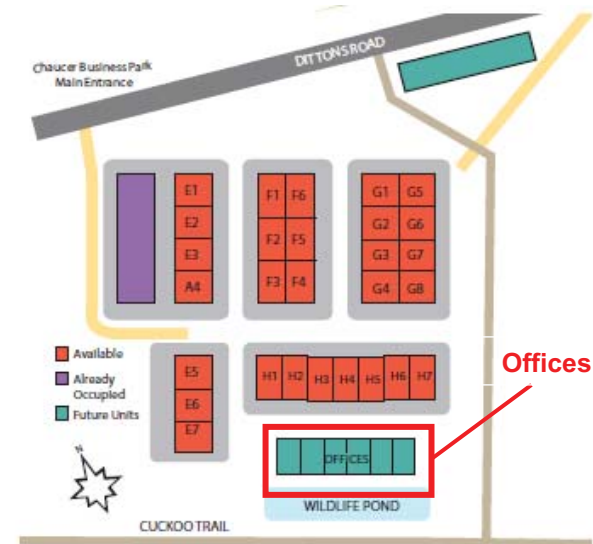 DITTONS ROAD
Chaucer Business Park
Main Entrance
E1
E2
E3
A4
F1 F6
F2 F5
F3 F4
G1 G5
G2 G6
G3 G7
G4 G8
Available
Already
Occupied
Future Units
E5
E6
E7
H1 H2 H3 H4 H5 H6 H7
Offices
OFFICES
N
WILDLIFE POND
CUCKOO TRAIL